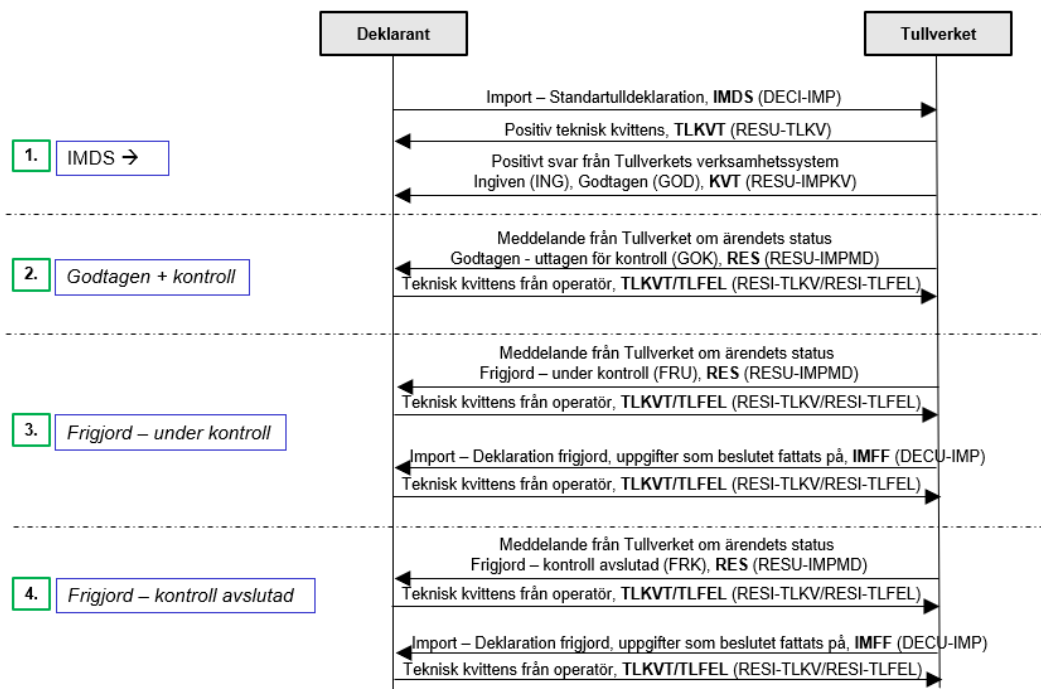 Deklarant
Tullverket
Import – Standartulldeklaration, IMDS (DECI-IMP)
Positiv teknisk kvittens, TLKVT (RESU-TLKV)
1.
IMDS →
Positivt svar från Tullverkets verksamhetssystem
Ingiven (ING), Godtagen (GOD), KVT (RESU-IMPKV)
Meddelande från Tullverket om ärendets status
2.
Godtagen + kontroll
Godtagen - uttagen för kontroll (GOK), RES (RESU-IMPMD)
Teknisk kvittens från operatör, TLKVT/TLFEL (RESI-TLKV/RESI-TLFEL)
Meddelande från Tullverket om ärendets status
Frigjord – under kontroll (FRU), RES (RESU-IMPMD)
Teknisk kvittens från operatör, TLKVT/TLFEL (RESI-TLKV/RESI-TLFEL)
3.
Frigjord – under kontroll
Import – Deklaration frigjord, uppgifter som beslutet fattats på, IMFF (DECU-IMP)
Teknisk kvittens från operatör, TLKVT/TLFEL (RESI-TLKV/RESI-TLFEL)
Meddelande från Tullverket om ärendets status
Frigjord – kontroll avslutad (FRK), RES (RESU-IMPMD)
4.
Frigjord – kontroll avslutad
Teknisk kvittens från operatör, TLKVT/TLFEL (RESI-TLKV/RESI-TLFEL)
Import – Deklaration frigjord, uppgifter som beslutet fattats på, IMFF (DECU-IMP)
Teknisk kvittens från operatör, TLKVT/TLFEL (RESI-TLKV/RESI-TLFEL)